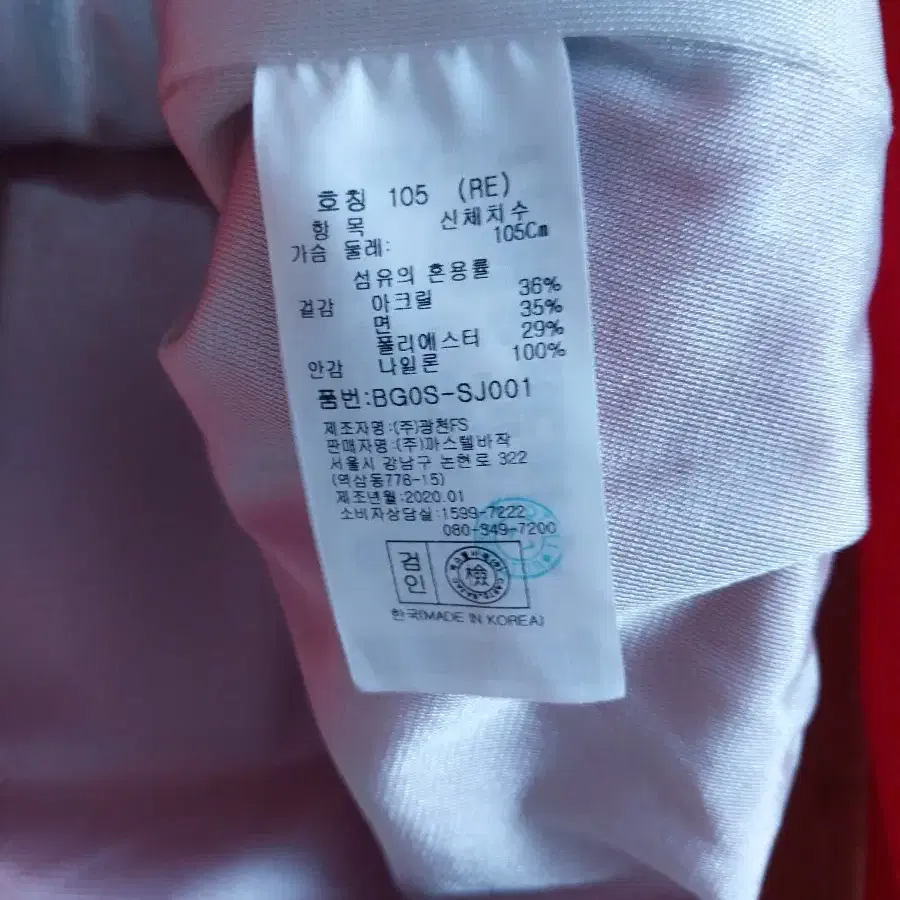 호칭 105 (RE)
항 목 신체치수
가슴 둘레: 105Cm
섬유의 혼용률
겉감 아크릴 36%
면 35%
폴리에스터 29%
안감 나일론 100%
품번:BG0S-SJ001
제조자명:(주)광천FS
판매자명:(주)파스텔바작
서울시 강남구 논현로 322
(역삼동778-15)
제조년월:2020.01
소비자상담실:1599-7222
080-349-7200
검인
檢
한국(MADE IN KOREA)